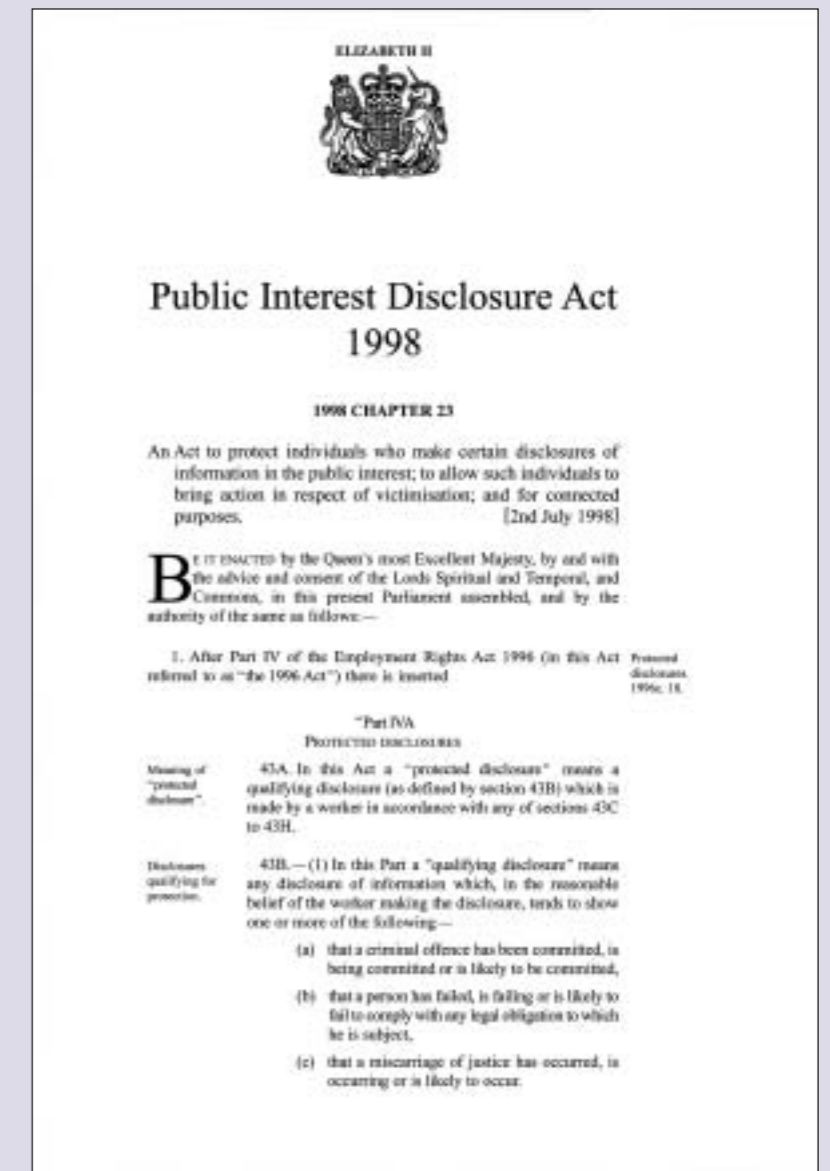 ELIZABETH II
Public Interest Disclosure Act
1998
1998 CHAPTER 23
An Act to protect individuals who make certain disclosures of
information in the public interest; to allow such individuals to
bring action in respect of victimisation; and for connected
purposes. [2nd July 1998]
BE IT ENACTED by the Queen's most Excellent Majesty, by and with
the advice and consent of the Lords Spiritual and Temporal, and
Commons, in this present Parliament assembled, and by the
authority of the same as follows:—
1. After Part IV of the Employment Rights Act 1996 (in this Act
referred to as "the 1996 Act") there is inserted
Protected
disclosures
1996c. 18.
"Part IVA
PROTECTED DISCLOSURES
Meaning of
"protected
disclosure".
43A. In this Act a "protected disclosure" means a
qualifying disclosure (as defined by section 43B) which is
made by a worker in accordance with any of sections 43C
to 43H.
Disclosures
qualifying for
protection.
43B.—(1) In this Part a "qualifying disclosure" means
any disclosure of information which, in the reasonable
belief of the worker making the disclosure, tends to show
one or more of the following—
(a) that a criminal offence has been committed, is
being committed or is likely to be committed,
(b) that a person has failed, is failing or is likely to
fail to comply with any legal obligation to which
he is subject,
(c) that a miscarriage of justice has occurred, is
occurring or is likely to occur.